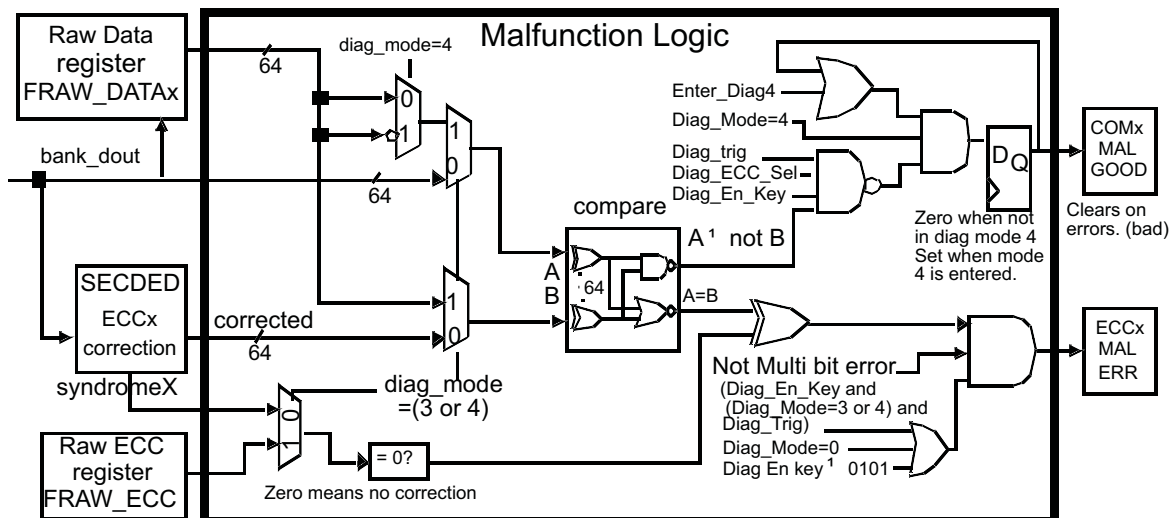 Raw Data
register
FRAW_DATAx
64
diag_mode=4
Malfunction Logic
0
1
1
0
Enter_Diag4
Diag_Mode=4
Diag_trig
Diag_ECC_Sel
Diag_En_Key
D
Q
COMx
MAL
GOOD
bank_dout
64
Zero when not
in diag mode 4
Set when mode
4 is entered.
Clears on
errors. (bad)
compare
A
B
64
A ¹ not B
A=B
SECDED
ECCx
correction
corrected
64
1
0
syndromeX
diag_mode
=(3 or 4)
0
1
Raw ECC
register
FRAW_ECC
= 0?
Zero means no correction
Not Multi bit error
(Diag_En_Key and
(Diag_Mode=3 or 4) and
Diag_Trig)
Diag_Mode=0
Diag En key ¹ 0101
ECCx
MAL
ERR